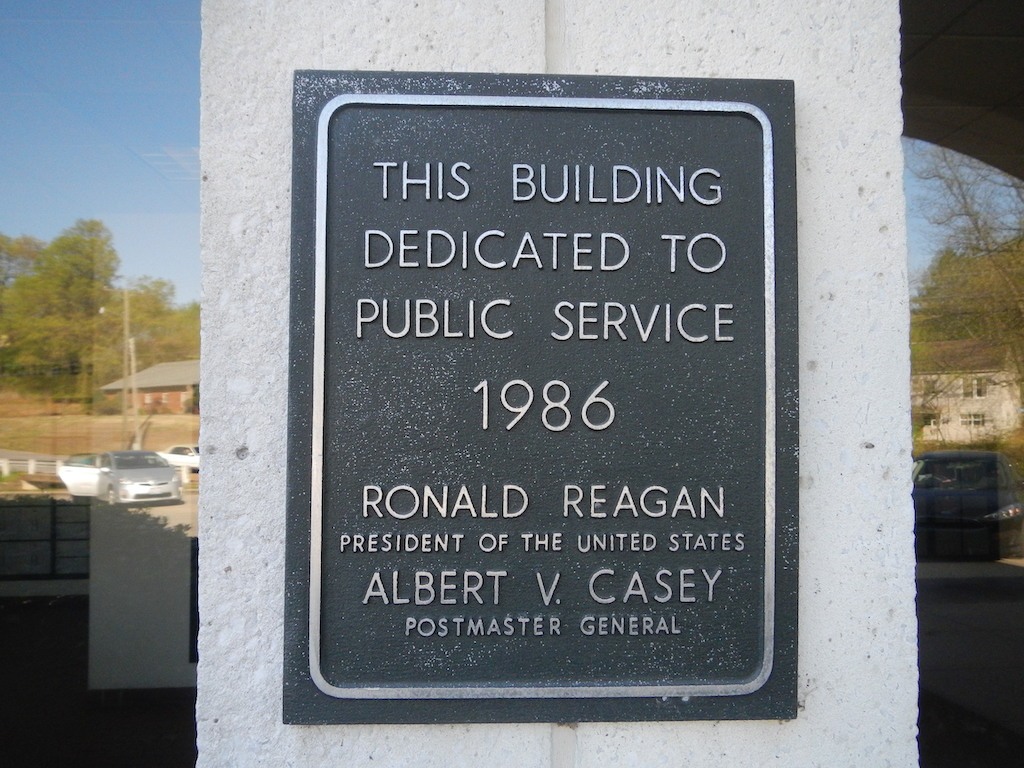 THIS BUILDING
DEDICATED TO
PUBLIC SERVICE
1986
RONALD REAGAN
PRESIDENT OF THE UNITED STATES
ALBERT V. CASEY
POSTMASTER GENERAL